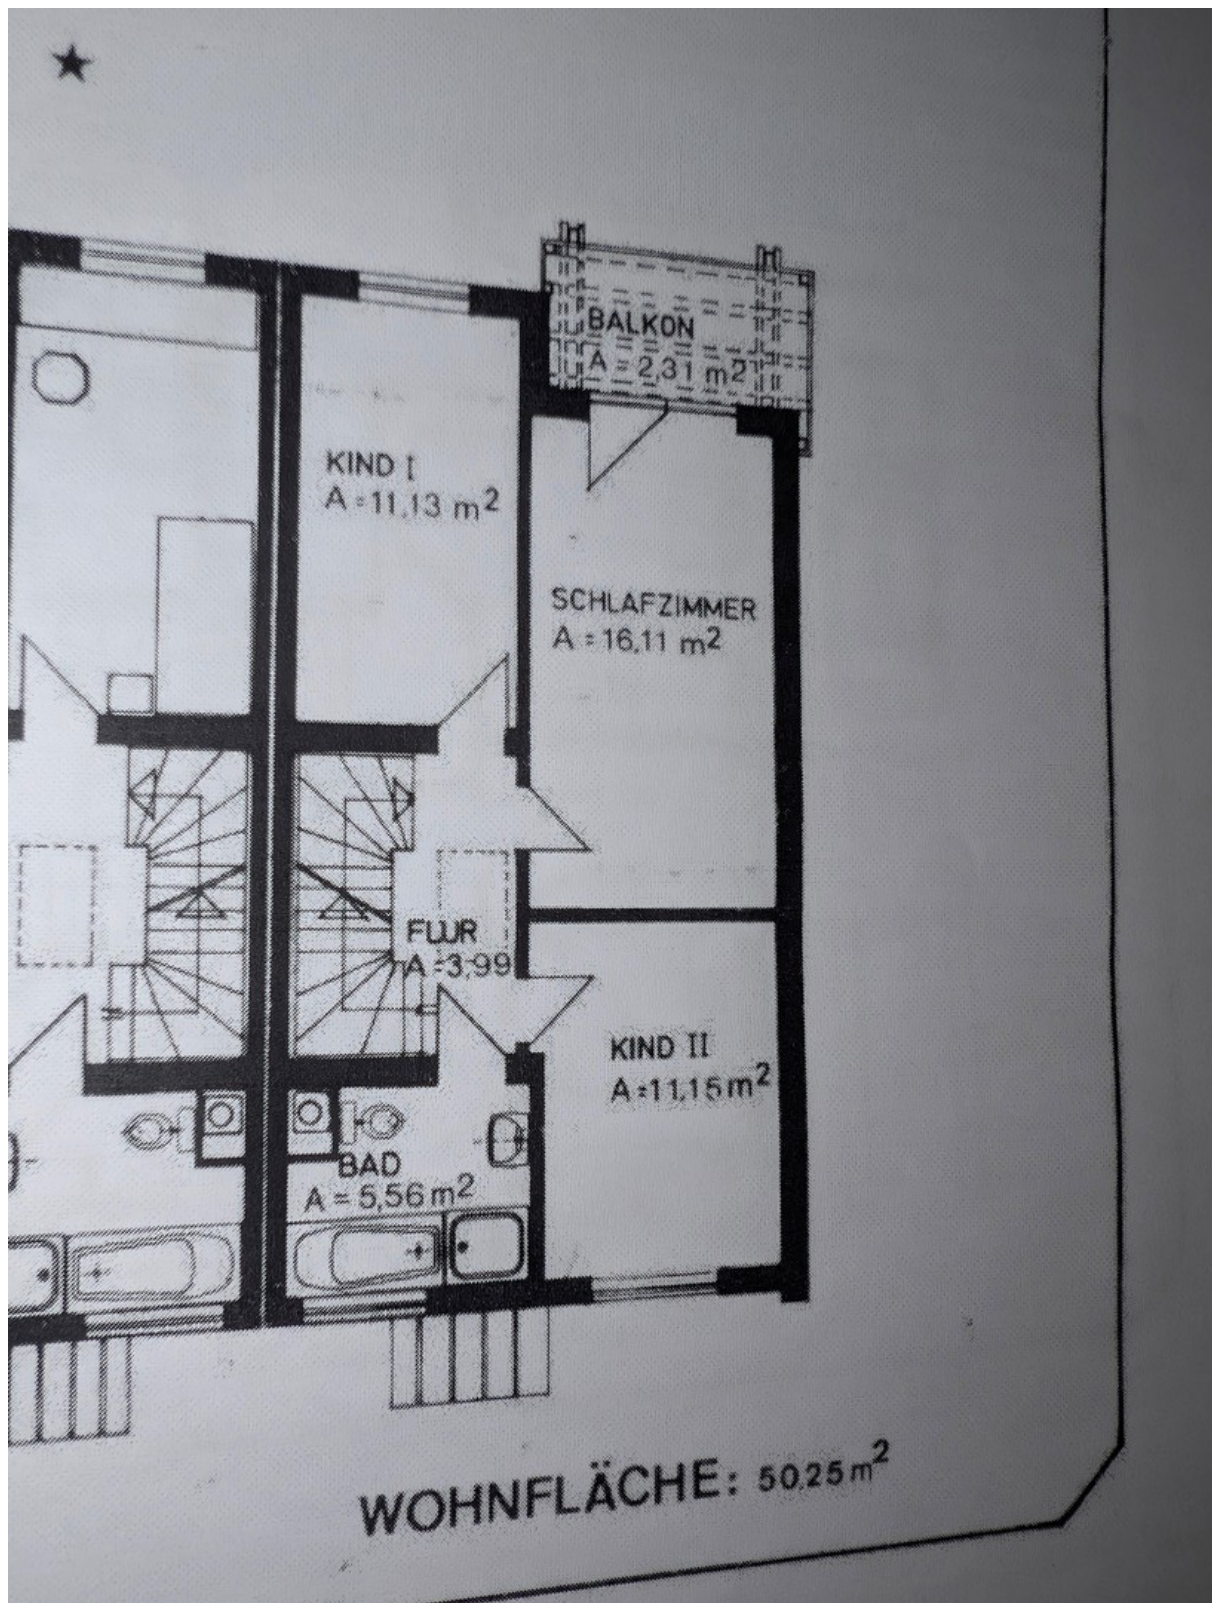 BALKON
A = 2,31 m²
KIND I
A = 11,13 m²
SCHLAFZIMMER
A = 16,11 m²
FLUR
A = 3,99
KIND II
A = 11,15 m²
BAD
A = 5,56 m²
WOHNFLÄCHE: 50,25 m²